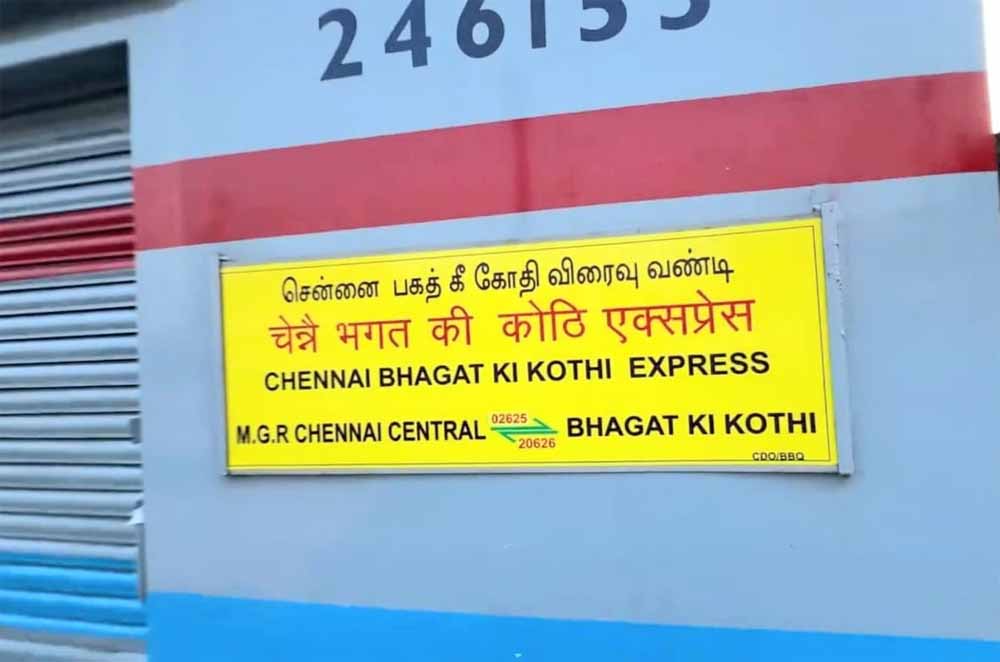 246155
சென்னை பகத் கீ கோதி விரைவு வண்டி
चेन्नै भगत की कोठि एक्सप्रेस
CHENNAI BHAGAT KI KOTHI EXPRESS
M.G.R CHENNAI CENTRAL 02625 20626 BHAGAT KI KOTHI
CDO/BBQ